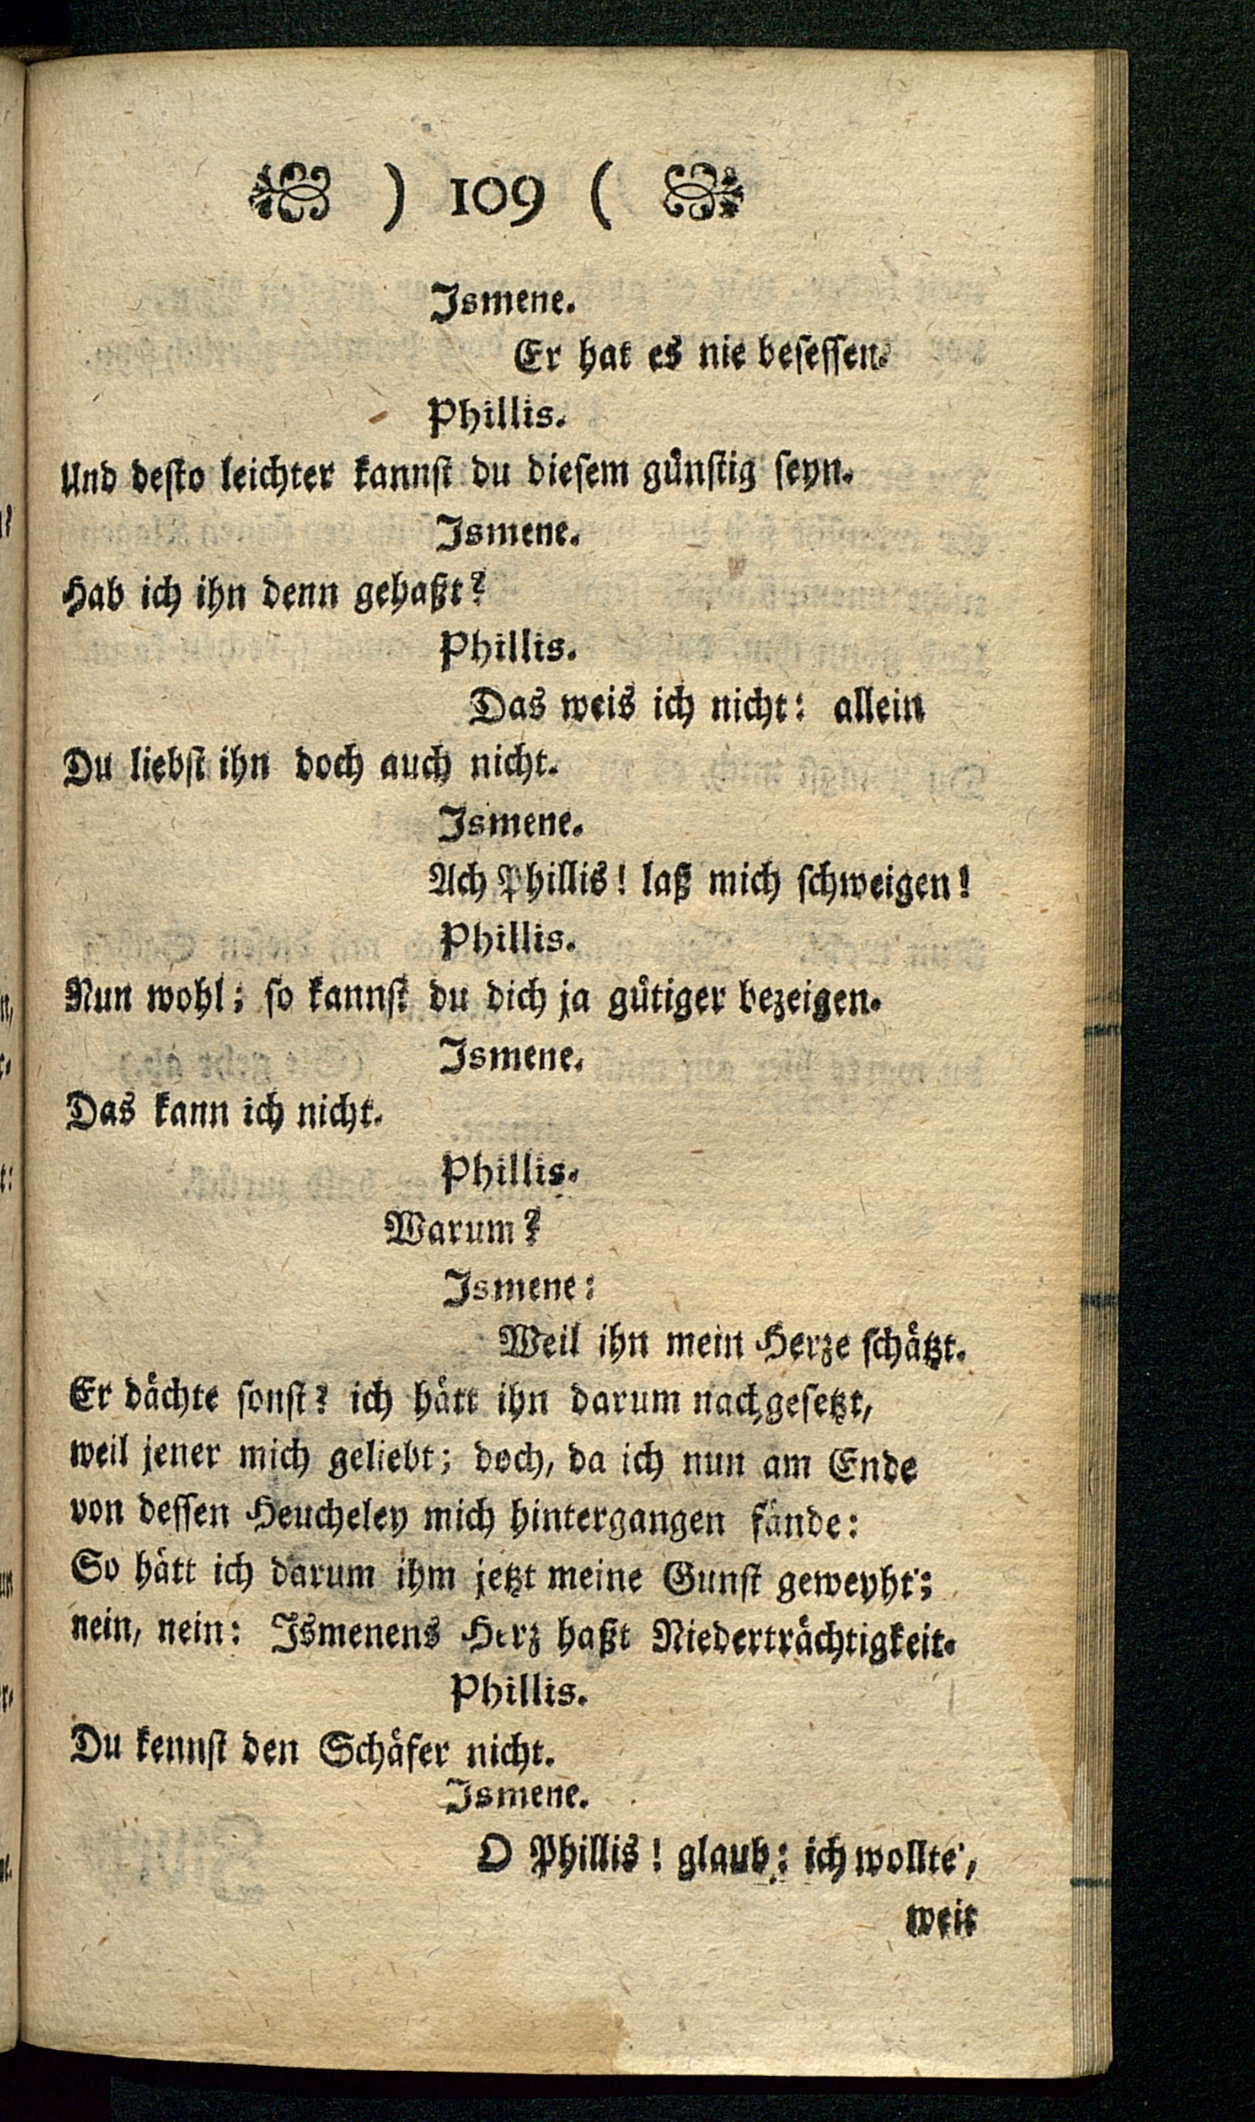 ) 109 (
Ismene.
Er hat es nie besessen.
Phillis.
Und desto leichter kannst du diesem günstig seyn.
Ismene.
Hab ich ihn denn gehaßt?
Phillis.
Das weis ich nicht: allein
Du liebst ihn doch auch nicht.
Ismene.
Ach Phillis! laß mich schweigen!
Phillis.
Nun wohl; so kannst du dich ja gütiger bezeigen.
Ismene.
Das kann ich nicht.
Phillis.
Warum?
Ismene:
Weil ihn mein Herze schätzt.
Er dächte sonst? ich hätt ihn darum nachgesetzt,
weil jener mich geliebt; doch, da ich nun am Ende
von dessen Heucheley mich hintergangen fände:
So hätt ich darum ihm jetzt meine Gunst geweyht;
nein, nein: Ismenens Herz haßt Niederträchtigkeit.
Phillis.
Du kennst den Schäfer nicht.
Ismene.
O Phillis! glaub: ich wollte,
weit